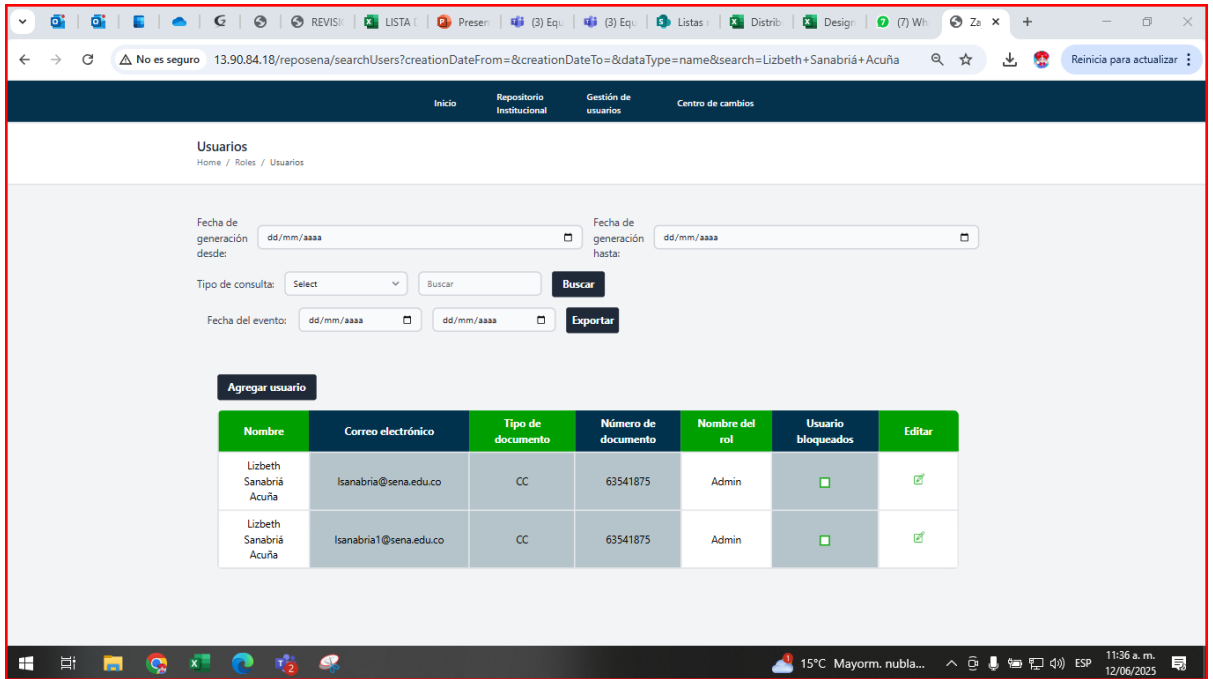 REVISI
LISTA
Presen
(3) Equ
(3) Equ
Listas
Distrib
Design
(7) Wh
Za
No es seguro
13.90.84.18/reposena/searchUsers?creationDateFrom=&creationDateTo=&dataType=name&search=Lizbeth+Sanabriá+Acuña
Reinicia para actualizar
Inicio
Repositorio
Institucional
Gestión de
usuarios
Centro de cambios
Usuarios
Home / Roles / Usuarios
Fecha de
generación
desde:
dd/mm/aaaa
Fecha de
generación
hasta:
dd/mm/aaaa
Tipo de consulta:
Select
Buscar
Buscar
Fecha del evento:
dd/mm/aaaa
dd/mm/aaaa
Exportar
Agregar usuario
Nombre
Correo electrónico
Tipo de
documento
Número de
documento
Nombre del
rol
Usuario
bloqueados
Editar
Lizbeth
Sanabriá
Acuña
lsanabria@sena.edu.co
CC
63541875
Admin
Lizbeth
Sanabriá
Acuña
lsanabria1@sena.edu.co
CC
63541875
Admin
15°C Mayorm. nubla...
ESP
11:36 a. m.
12/06/2025